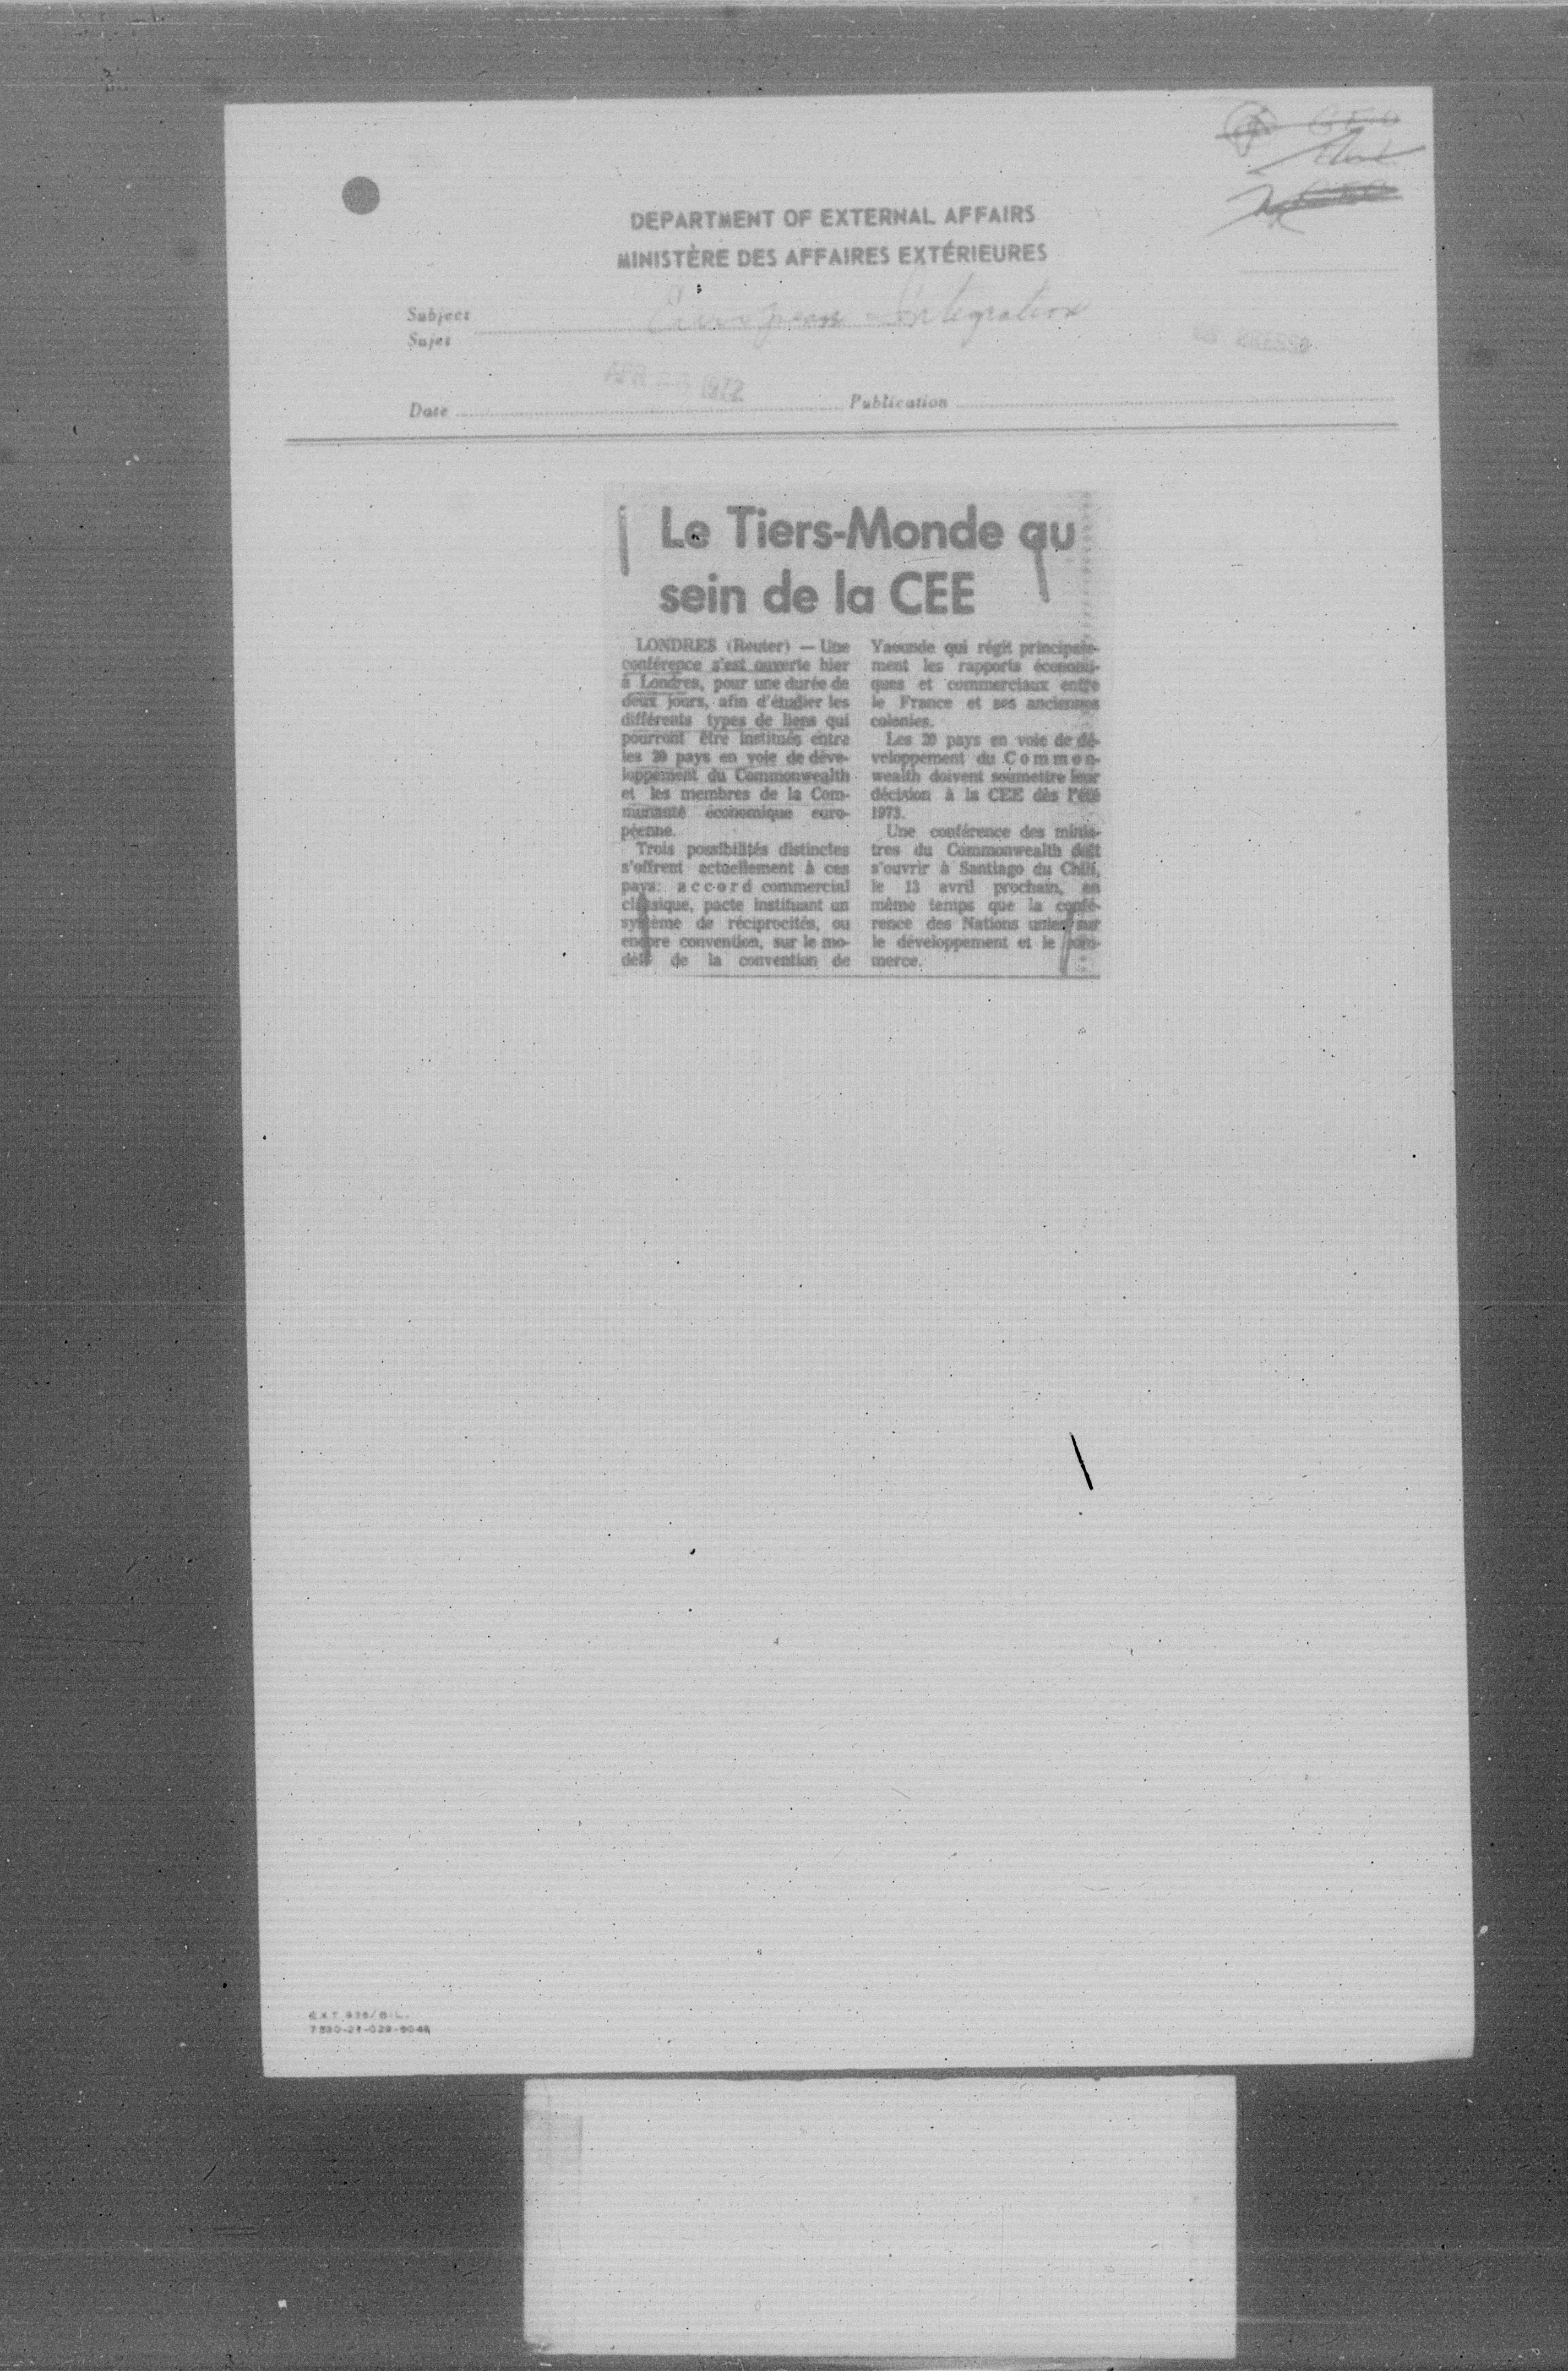 DEPARTMENT OF EXTERNAL AFFAIRS
MINISTÈRE DES AFFAIRES EXTÉRIEURES
Subject
Sujet
European Integration
PRESSE
APR 1972
Date
Publication
Le Tiers-Monde au
sein de la CEE
LONDRES (Reuter) — Une
conférence s'est ouverte hier
à Londres, pour une durée de
deux jours, afin d'étudier les
différents types de liens qui
pourront être institués entre
les 20 pays en voie de déve-
loppement du Commonwealth
et les membres de la Com-
munauté économique euro-
péenne.
Trois possibilités distinctes
s'offrent actuellement à ces
pays: accord commercial
classique, pacte instituant un
système de réciprocités, ou
encore convention, sur le mo-
dèle de la convention de
Yaounde qui régit principale-
ment les rapports économi-
ques et commerciaux entre
le France et ses anciennes
colonies.
Les 20 pays en voie de dé-
veloppement du Common-
wealth doivent soumettre leur
décision à la CEE dès l'été
1973.
Une conférence des minis-
tres du Commonwealth doit
s'ouvrir à Santiago du Chili,
le 13 avril prochain, en
même temps que la confé-
rence des Nations unies sur
le développement et le com-
merce.